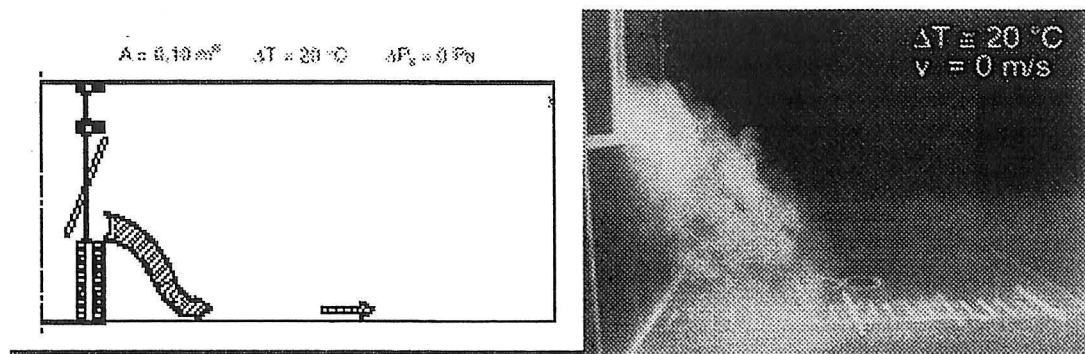 A = 0,10 m² ΔT = 20 °C ΔPₛ = 0 Pa
ΔT ≅ 20 °C
v = 0 m/s